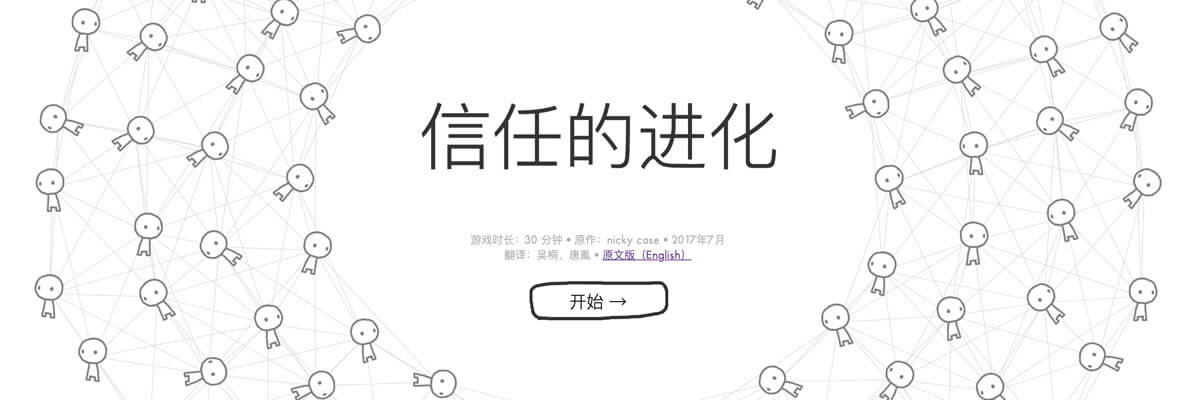 信任的进化
游戏时长：30 分钟 • 原作：nicky case • 2017年7月
翻译：吴桐、唐鳯 • 原文版（English）
开始 →